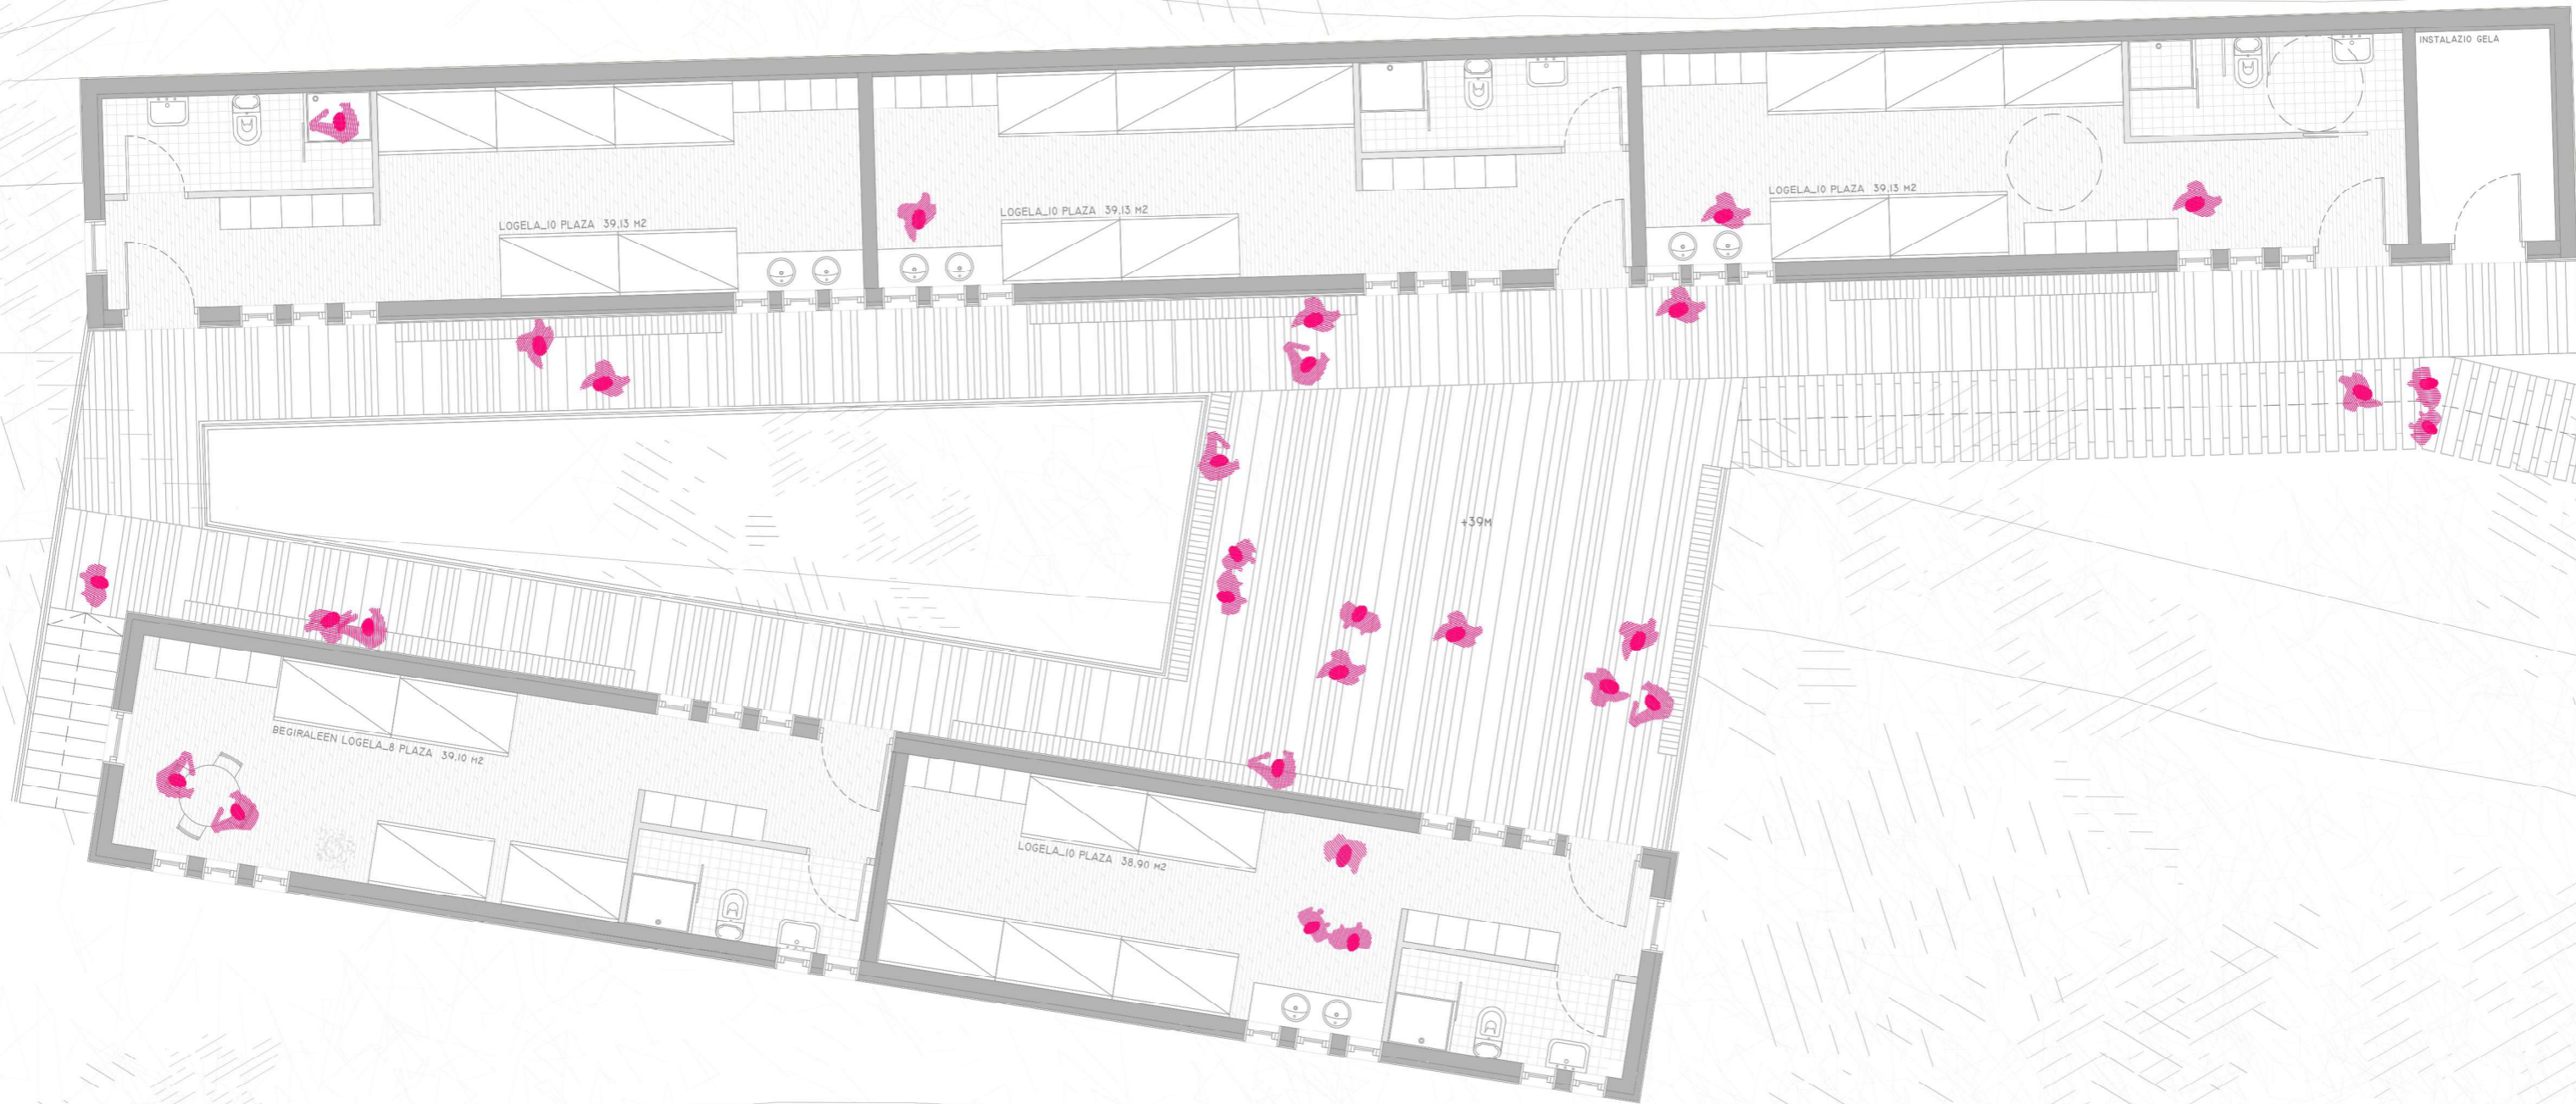 INSTALAZIO GELA
LOGELA_10 PLAZA 39,13 M2
LOGELA_10 PLAZA 39,13 M2
LOGELA_10 PLAZA 39,13 M2
+39M
BEGIRALEEN LOGELA_8 PLAZA 39,10 M2
LOGELA_10 PLAZA 38,90 M2